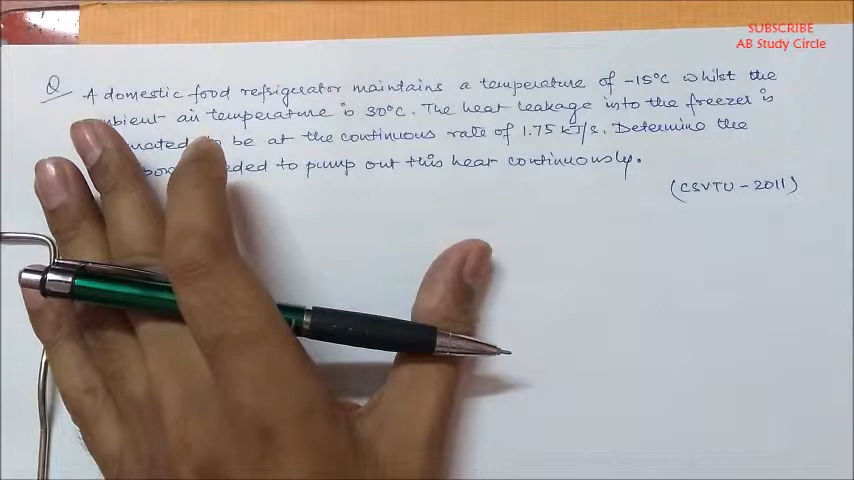 SUBSCRIBE
AB Study Circle
Q A domestic food refrigerator maintains a temperature of -15°C whilst the
ambient air temperature is 30°C. The heat leakage into the freezer is
to be at the continuous rate of 1.75 kJ/s. Determine the
to pump out this heat continuously.
(CSVTU - 2011)